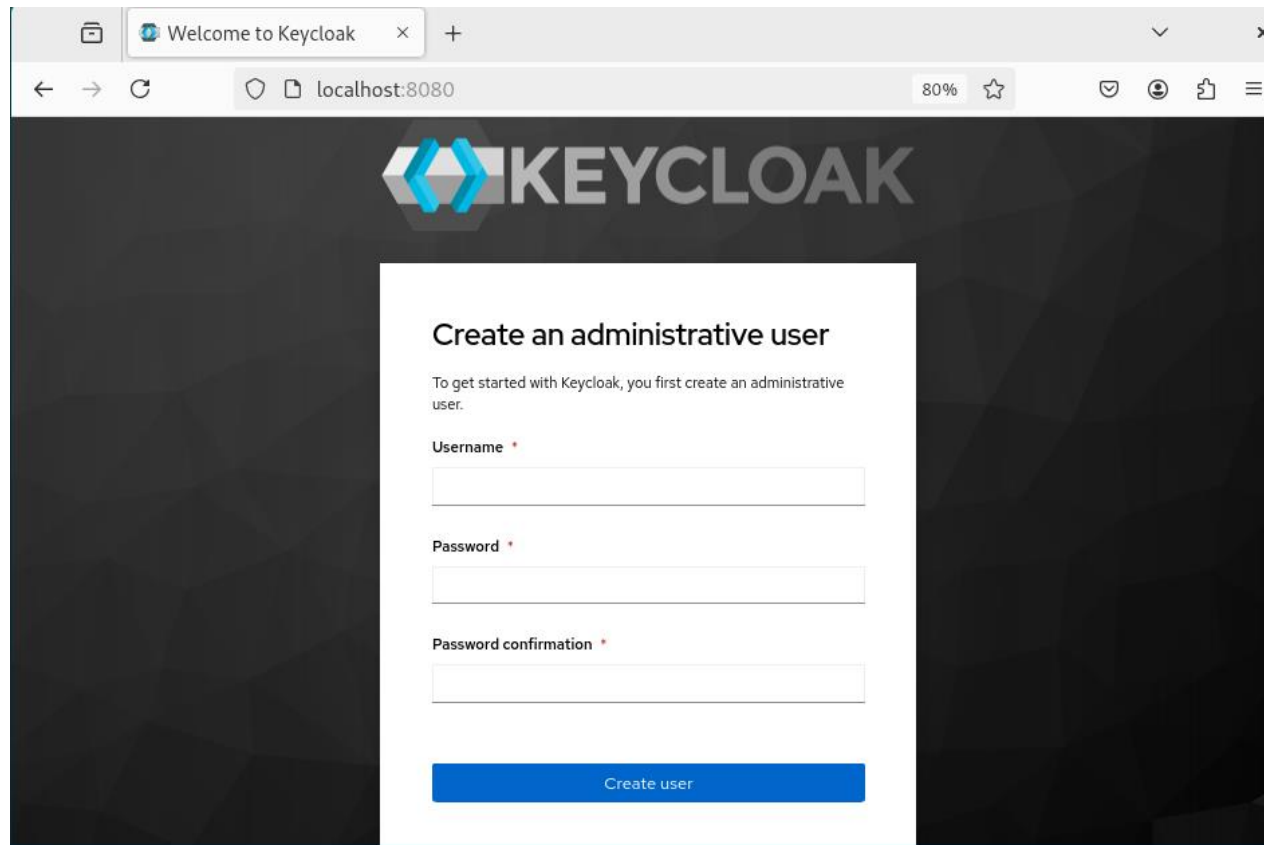 Welcome to Keycloak
localhost:8080
80%
KEYCLOAK
Create an administrative user
To get started with Keycloak, you first create an administrative
user.
Username *
Password *
Password confirmation *
Create user